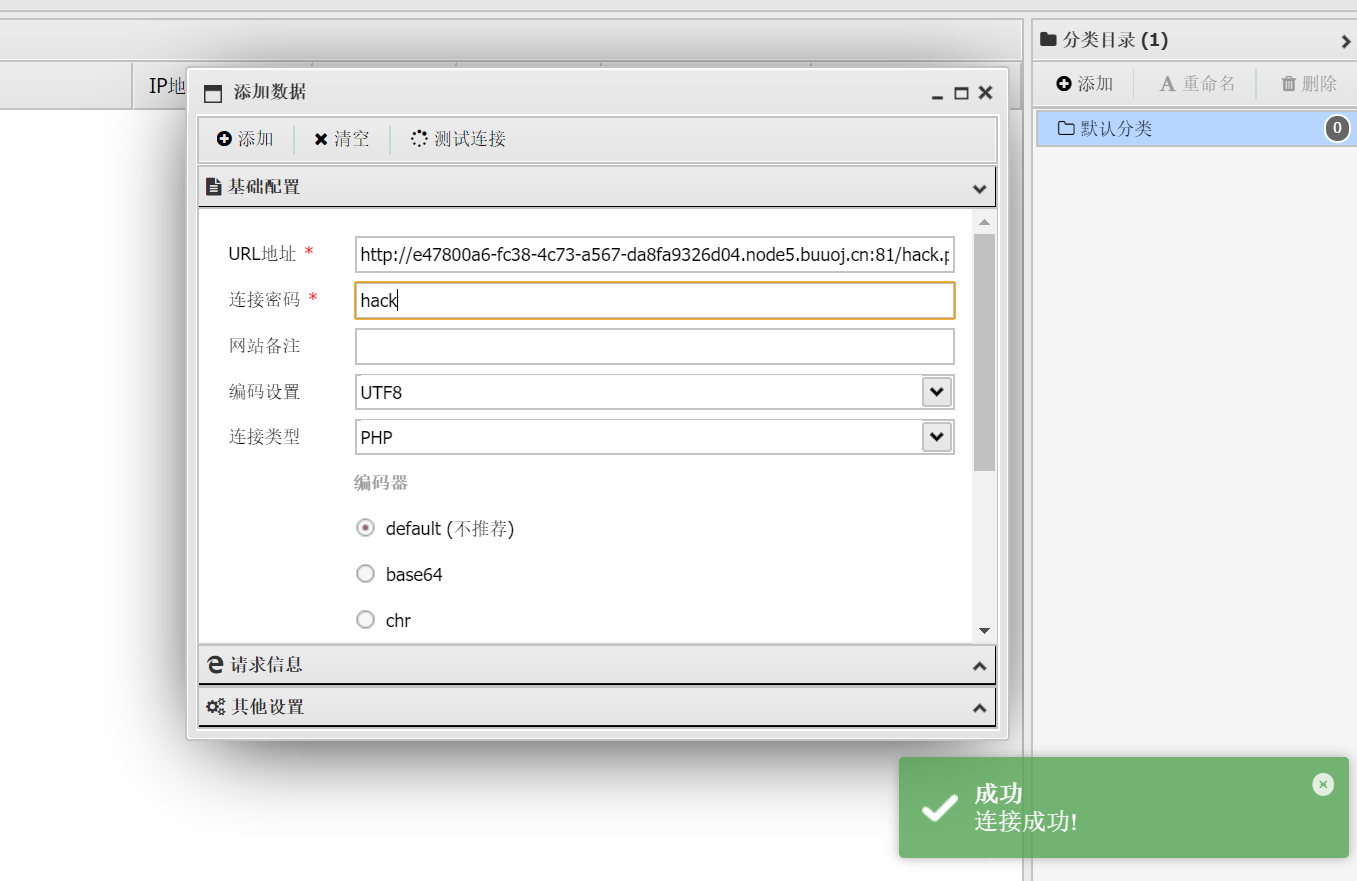 分类目录 (1)
IP地
添加数据
添加 重命名 删除
默认分类 0
添加 清空 测试连接
基础配置
URL地址 * http://e47800a6-fc38-4c73-a567-da8fa9326d04.node5.buuoj.cn:81/hack.p
连接密码 * hack
网站备注
编码设置 UTF8
连接类型 PHP
编码器
default (不推荐)
base64
chr
请求信息
其他设置
成功
连接成功!